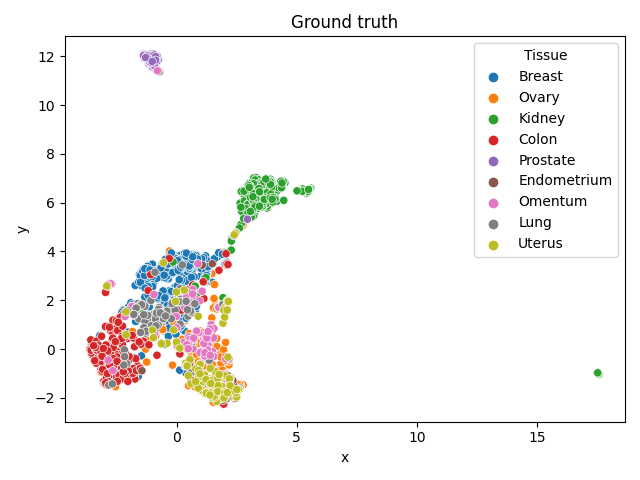 Ground truth
12
10
8
6
4
2
0
−2
y
0
5
10
15
x
Tissue
Breast
Ovary
Kidney
Colon
Prostate
Endometrium
Omentum
Lung
Uterus